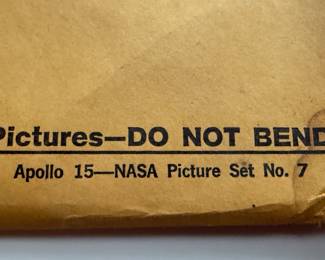 Pictures—DO NOT BEND
Apollo 15—NASA Picture Set No. 7